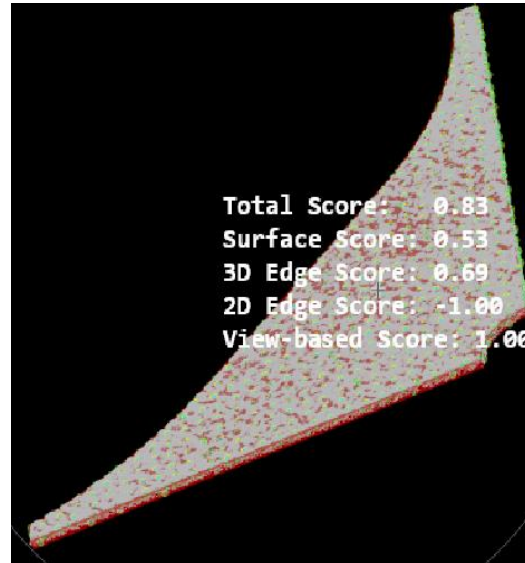 Total Score: 0.83
Surface Score: 0.53
3D Edge Score: 0.69
2D Edge Score: -1.00
View-based Score: 1.00